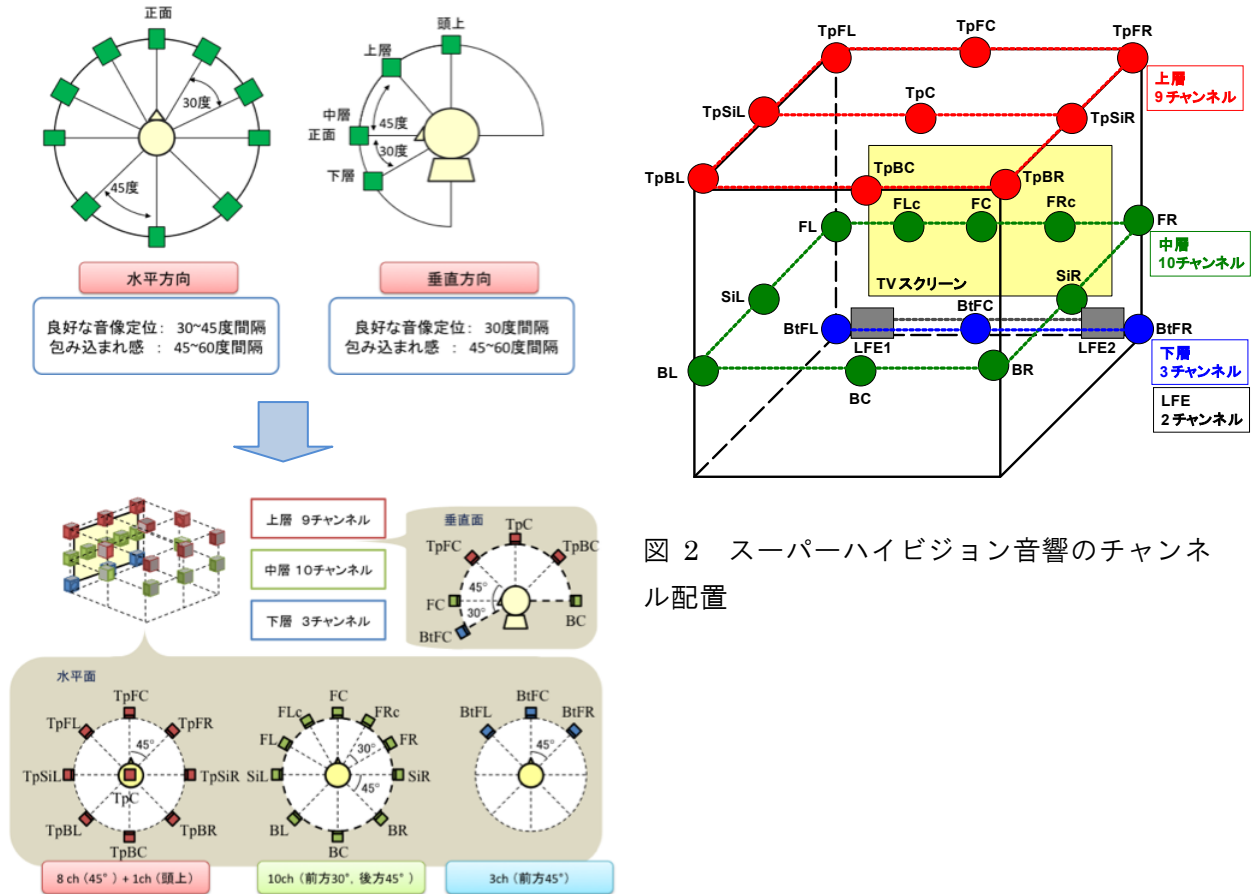 正面
30度
45度
頭上
上層
中層
正面
45度
30度
下層
水平方向
垂直方向
良好な音像定位： 30~45度間隔
包み込まれ感 ： 45~60度間隔
良好な音像定位： 30度間隔
包み込まれ感 ： 45~60度間隔
上層 9チャンネル
中層 10チャンネル
下層 3チャンネル
垂直面
TpC
TpFC
TpBC
45°
30°
FC
BC
BtFC
水平面
TpFC
TpFL
TpFR
45°
TpSiL
TpSiR
TpC
TpBL
TpBR
TpBC
8 ch (45° ) + 1ch (頭上)
FC
FLc
FRc
FL
FR
30°
SiL
SiR
45°
BL
BR
BC
10ch (前方30°, 後方45° )
BtFC
BtFL
BtFR
45°
3ch (前方45°)
TpFL
TpFC
TpFR
上層
9チャンネル
TpSiL
TpC
TpSiR
TpBL
TpBC
TpBR
FL
FLc
FC
FRc
FR
中層
10チャンネル
TVスクリーン
SiL
SiR
BtFL
BtFC
BtFR
LFE1
LFE2
下層
3チャンネル
BL
BC
BR
LFE
2チャンネル
図 2 スーパーハイビジョン音響のチャンネ
ル配置